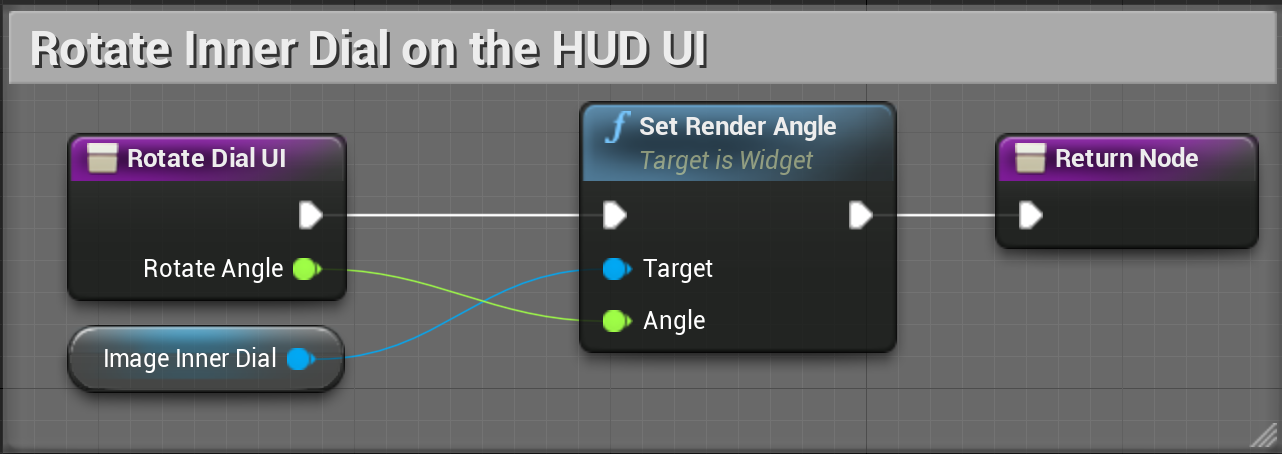 Rotate Inner Dial on the HUD UI
Rotate Dial UI
Rotate Angle
Image Inner Dial
f Set Render Angle
Target is Widget
Target
Angle
Return Node